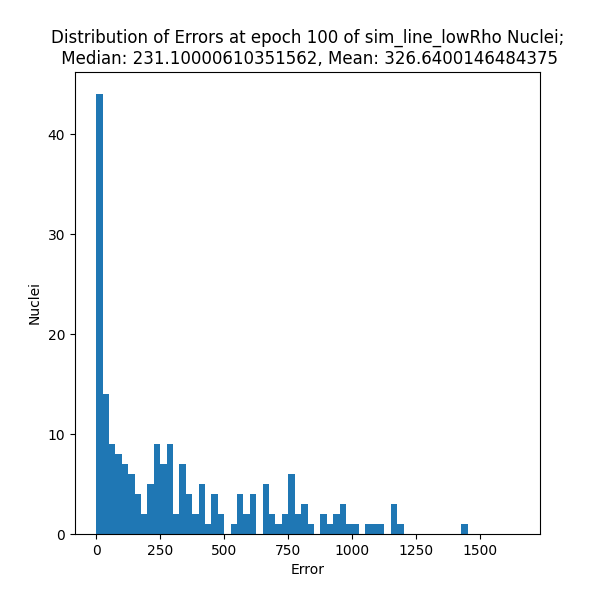 Distribution of Errors at epoch 100 of sim_line_lowRho Nuclei;
Median: 231.10000610351562, Mean: 326.6400146484375
40
30
20
10
0
Nuclei
0 250 500 750 1000 1250 1500
Error